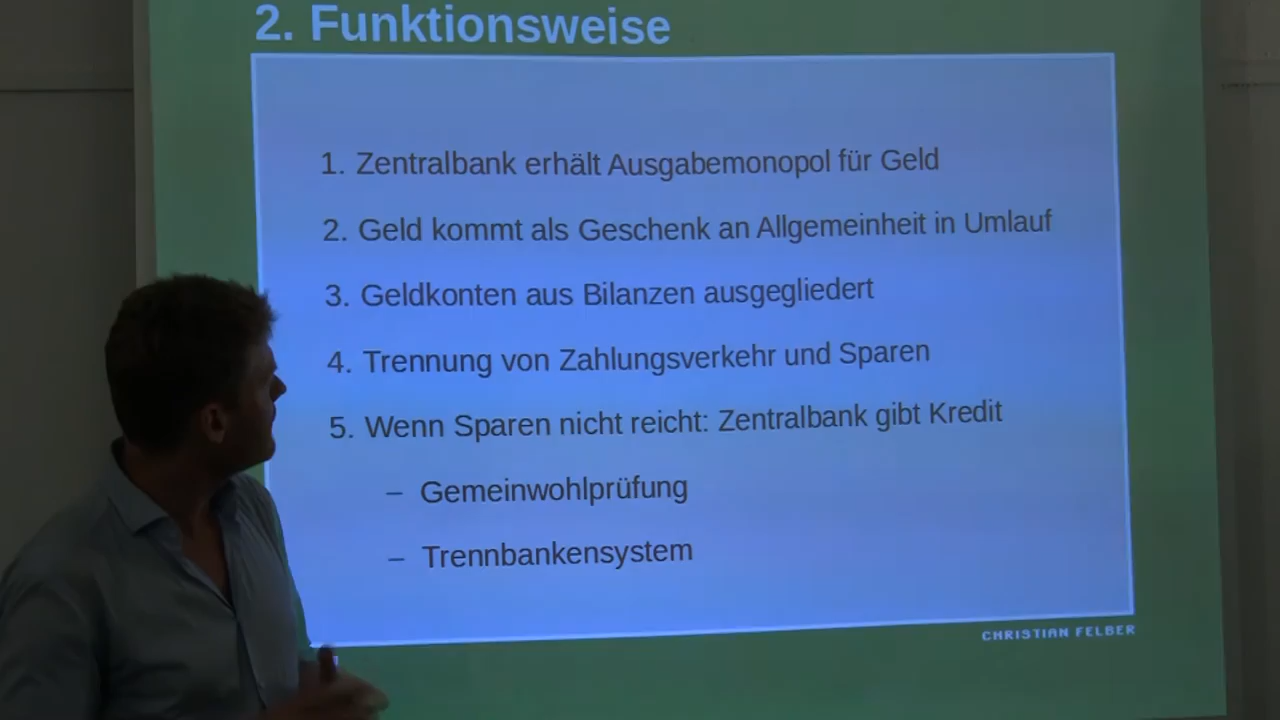 2. Funktionsweise
1. Zentralbank erhält Ausgabemonopol für Geld
2. Geld kommt als Geschenk an Allgemeinheit in Umlauf
3. Geldkonten aus Bilanzen ausgegliedert
4. Trennung von Zahlungsverkehr und Sparen
5. Wenn Sparen nicht reicht: Zentralbank gibt Kredit
– Gemeinwohlprüfung
– Trennbankensystem
CHRISTIAN FELBER